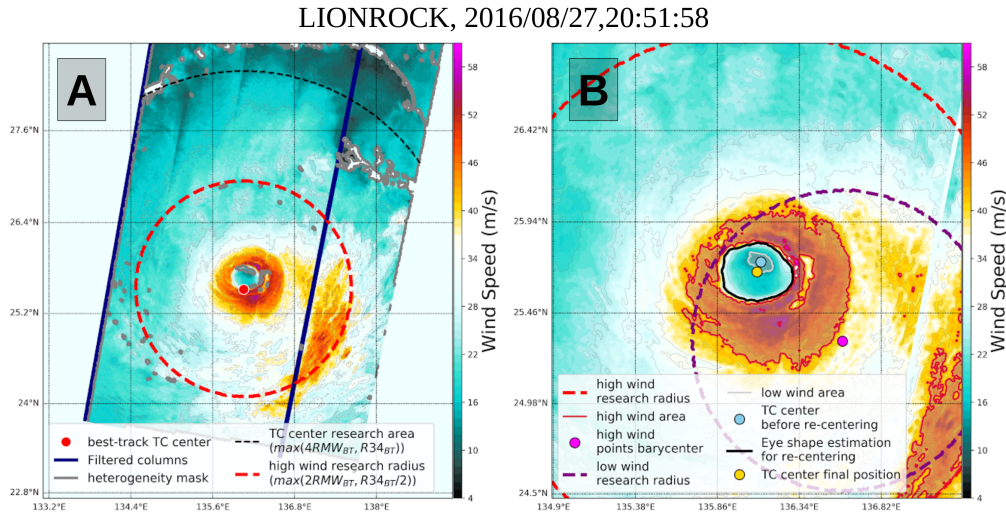 LIONROCK, 2016/08/27,20:51:58
A
27.6°N
26.4°N
25.2°N
24°N
22.8°N
133.2°E
134.4°E
135.6°E
136.8°E
138°E
best-track TC center
Filtered columns
heterogeneity mask
TC center research area
(max(4RMW_BT, R34_BT))
high wind research radius
(max(2RMW_BT, R34_BT/2))
58
52
46
40
34
28
22
16
10
4
Wind Speed (m/s)
B
26.42°N
25.94°N
25.46°N
24.98°N
24.5°N
134.9°E
135.38°E
135.86°E
136.34°E
136.82°E
high wind
research radius
high wind area
high wind
points barycenter
low wind
research radius
low wind area
TC center
before re-centering
Eye shape estimation
for re-centering
TC center final position
58
52
46
40
34
28
22
16
10
4
Wind Speed (m/s)